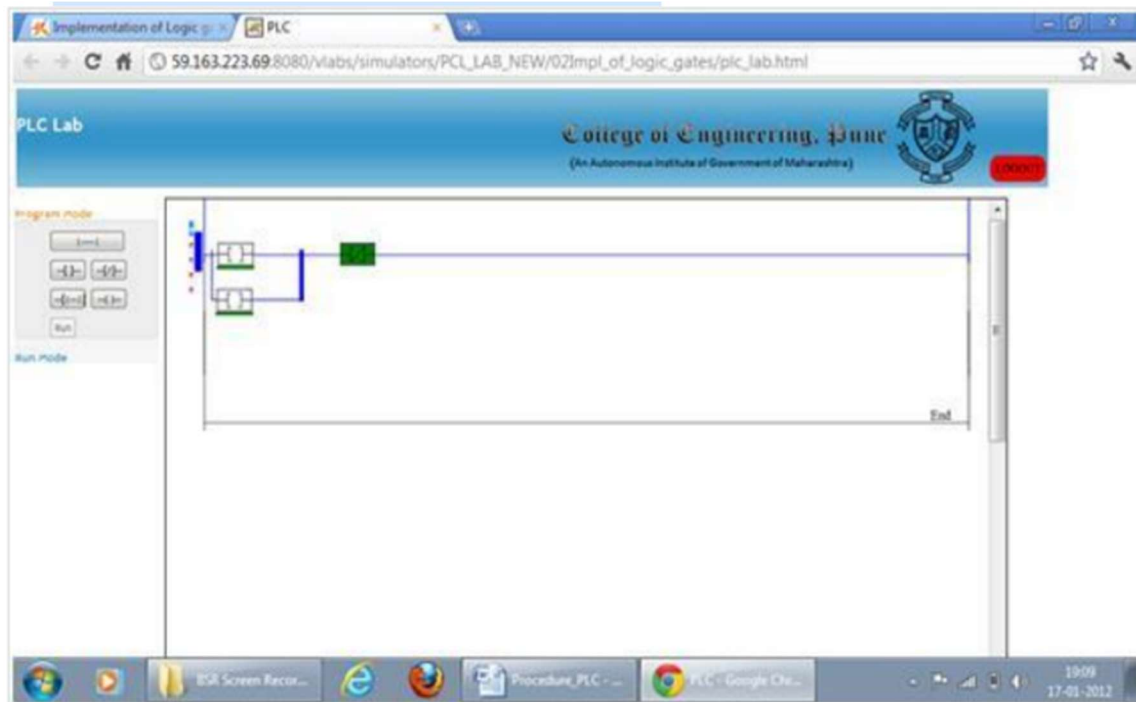 Implementation of Logic g
PLC
59.163.223.69:8080/vlabs/simulators/PCL_LAB_NEW/02Impl_of_logic_gates/plc_lab.html
PLC Lab
College of Engineering, Pune
(An Autonomous Institute of Government of Maharashtra)
LOGOUT
Program mode
Run
Run Mode
End
BSR Screen Recor...
Procedure_PLC - ...
PLC - Google Chr...
19:09
17-01-2012